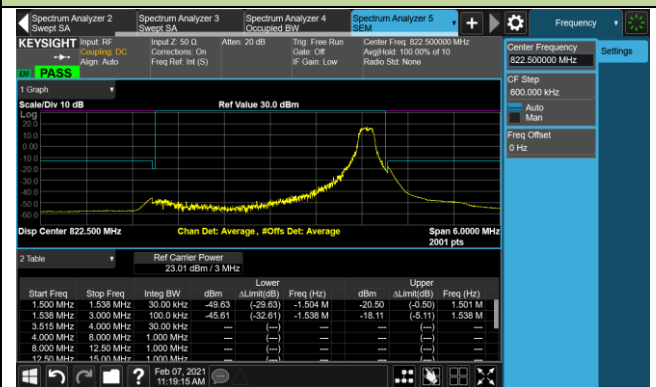 Spectrum Analyzer 2 Spectrum Analyzer 3 Spectrum Analyzer 4 Spectrum Analyzer 5 Frequency
Swept SA Swept SA Occupied BW SEM
KEYSIGHT Input: RF Input Z: 50 Ω Atten: 20 dB Trig: Free Run Center Freq: 822.500000 MHz
Coupling: DC Corrections: On Gate: Off Avg|Hold: 100.00% of 10
Align: Auto Freq Ref: Int (S) IF Gain: Low Radio Std: None
PASS
Center Frequency
822.500000 MHz
Settings
CF Step
600.000 kHz
Auto
Man
Freq Offset
0 Hz
1 Graph
Scale/Div 10 dB Ref Value 30.0 dBm
Log
20.0
10.0
0.00
-10.0
-20.0
-30.0
-40.0
-50.0
-60.0
Disp Center 822.500 MHz Chan Det: Average, #Offs Det: Average Span 6.0000 MHz
2001 pts
2 Table Ref Carrier Power
23.01 dBm / 3 MHz
Lower Upper
Start Freq Stop Freq Integ BW dBm ΔLimit(dB) Freq (Hz) dBm ΔLimit(dB) Freq (Hz)
1.500 MHz 1.538 MHz 30.00 kHz -49.63 (-29.63) -1.504 M -20.50 (-0.50) 1.501 M
1.538 MHz 3.000 MHz 100.0 kHz -45.61 (-32.61) -1.538 M -18.11 (-5.11) 1.538 M
3.515 MHz 4.000 MHz 30.00 kHz --- (---) --- (---)
4.000 MHz 8.000 MHz 1.000 MHz --- (---) --- (---)
8.000 MHz 12.50 MHz 1.000 MHz --- (---) --- (---)
12.50 MHz 15.00 MHz 1.000 MHz --- (---) --- (---)
? Feb 07, 2021
11:19:15 AM